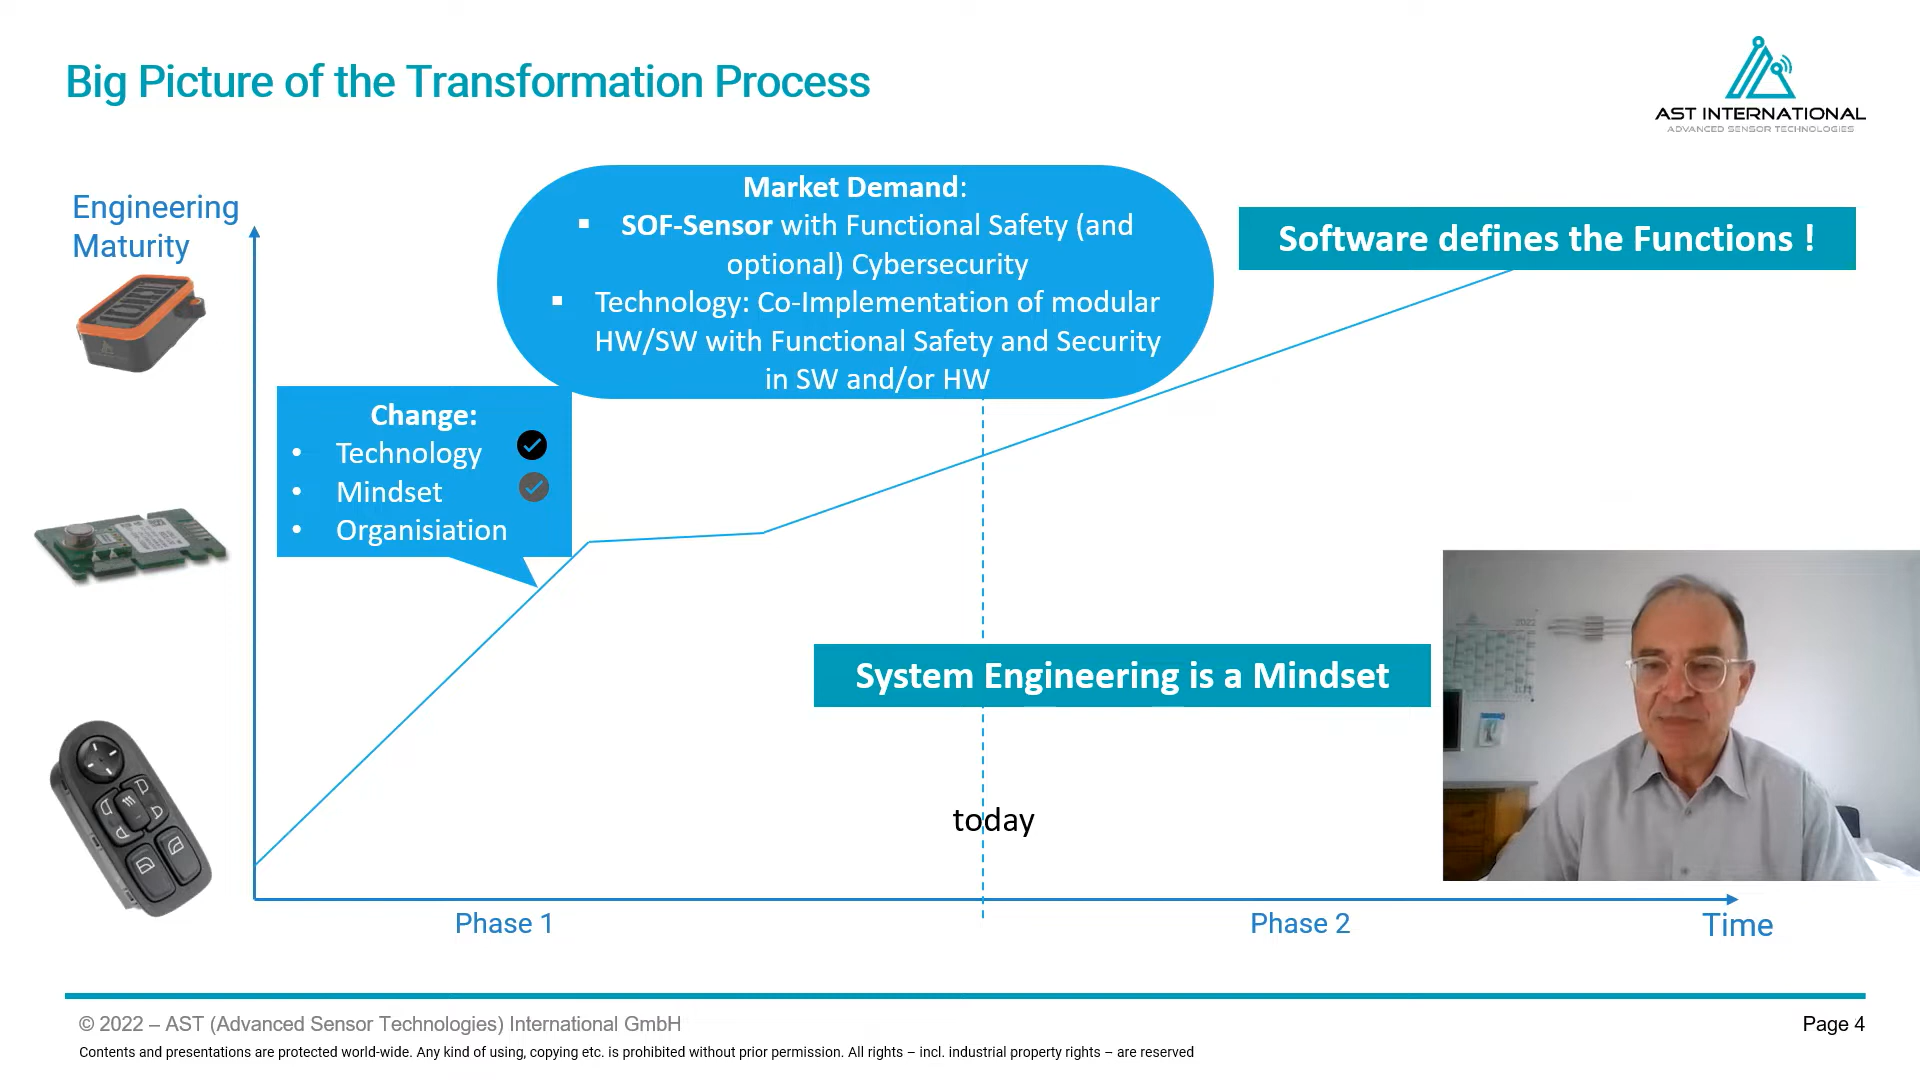 Big Picture of the Transformation Process
AST INTERNATIONAL
ADVANCED SENSOR TECHNOLOGIES
Engineering
Maturity
Market Demand:
▪ SOF-Sensor with Functional Safety (and
optional) Cybersecurity
▪ Technology: Co-Implementation of modular
HW/SW with Functional Safety and Security
in SW and/or HW
Software defines the Functions !
Change:
• Technology
• Mindset
• Organisiation
System Engineering is a Mindset
2022
today
Phase 1
Phase 2
Time
© 2022 – AST (Advanced Sensor Technologies) International GmbH
Page 4
Contents and presentations are protected world-wide. Any kind of using, copying etc. is prohibited without prior permission. All rights – incl. industrial property rights – are reserved